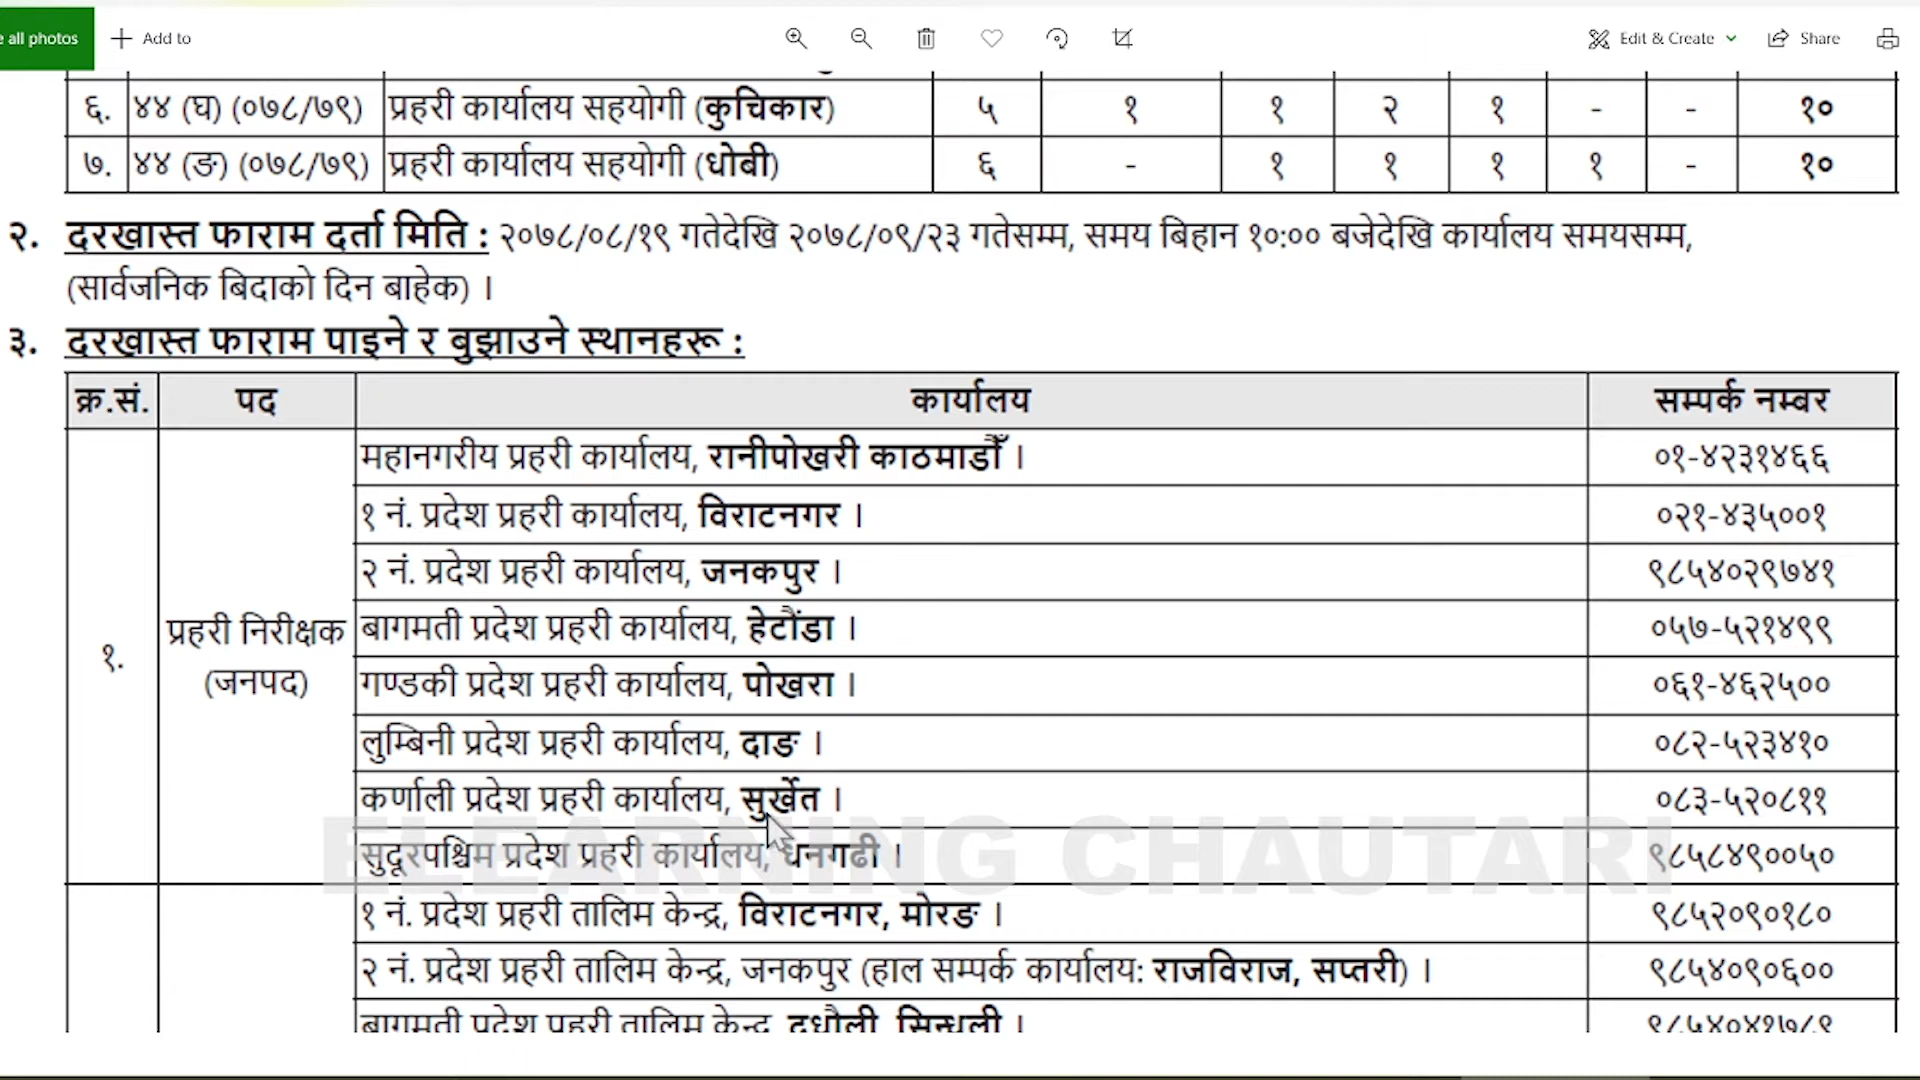 all photos
Add to
Edit & Create
Share
६. ४४ (घ) (०७८/७९) प्रहरी कार्यालय सहयोगी (कुचिकार) ५ १ १ २ १ - - १०
७. ४४ (ङ) (०७८/७९) प्रहरी कार्यालय सहयोगी (धोबी) ६ - १ १ १ १ - १०
२. दरखास्त फाराम दर्ता मिति : २०७८/०८/१९ गतेदेखि २०७८/०९/२३ गतेसम्म, समय बिहान १०:०० बजेदेखि कार्यालय समयसम्म,
(सार्वजनिक बिदाको दिन बाहेक) ।
३. दरखास्त फाराम पाइने र बुझाउने स्थानहरू :
क्र.सं. पद कार्यालय सम्पर्क नम्बर
महानगरीय प्रहरी कार्यालय, रानीपोखरी काठमाडौँ । ०१-४२३१४६६
१ नं. प्रदेश प्रहरी कार्यालय, विराटनगर । ०२१-४३५००१
२ नं. प्रदेश प्रहरी कार्यालय, जनकपुर । ९८५४०२९७४१
१. प्रहरी निरीक्षक (जनपद)
बागमती प्रदेश प्रहरी कार्यालय, हेटौंडा । ०५७-५२१४९९
गण्डकी प्रदेश प्रहरी कार्यालय, पोखरा । ०६१-४६२५००
लुम्बिनी प्रदेश प्रहरी कार्यालय, दाङ । ०८२-५२३४१०
कर्णाली प्रदेश प्रहरी कार्यालय, सुर्खेत । ०८३-५२०८११
ELEARNING CHAUTARI
सुदूरपश्चिम प्रदेश प्रहरी कार्यालय, धनगढी । ९८५८४९००५०
१ नं. प्रदेश प्रहरी तालिम केन्द्र, विराटनगर, मोरङ । ९८५२०९०१८०
२ नं. प्रदेश प्रहरी तालिम केन्द्र, जनकपुर (हाल सम्पर्क कार्यालय: राजविराज, सप्तरी) । ९८५४०९०६००
बागमती प्रदेश प्रहरी तालिम केन्द्र, दुधौली, सिन्धुली । ९८५४०४१७८९